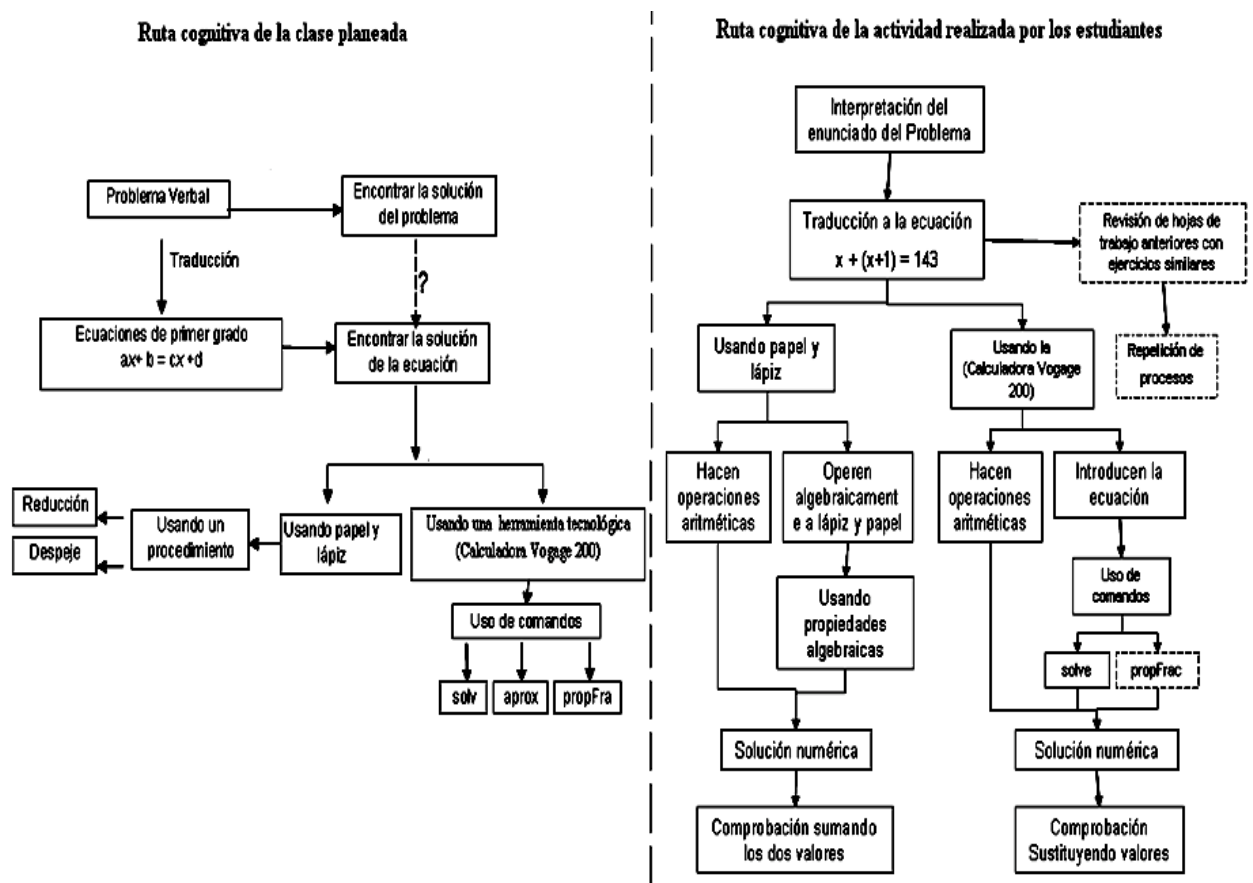 Ruta cognitiva de la clase planeada
Problema Verbal
Encontrar la solución
del problema
Traducción
?
Ecuaciones de primer grado
ax+ b = cx +d
Encontrar la solución
de la ecuación
Reducción
Despeje
Usando un
procedimiento
Usando papel y
lápiz
Usando una herramienta tecnológica
(Calculadora Vogage 200)
Uso de comandos
solv
aprox
propFra
Ruta cognitiva de la actividad realizada por los estudiantes
Interpretación del
enunciado del Problema
Traducción a la ecuación
x + (x+1) = 143
Revisión de hojas de
trabajo anteriores con
ejercicios similares
Repetición de
procesos
Usando papel y
lápiz
Usando la
(Calculadora Vogage
200)
Hacen
operaciones
aritméticas
Operen
algebraicament
e a lápiz y papel
Usando
propiedades
algebraicas
Hacen
operaciones
aritméticas
Introducen la
ecuación
Uso de
comandos
solve
propFrac
Solución numérica
Solución numérica
Comprobación sumando
los dos valores
Comprobación
Sustituyendo valores